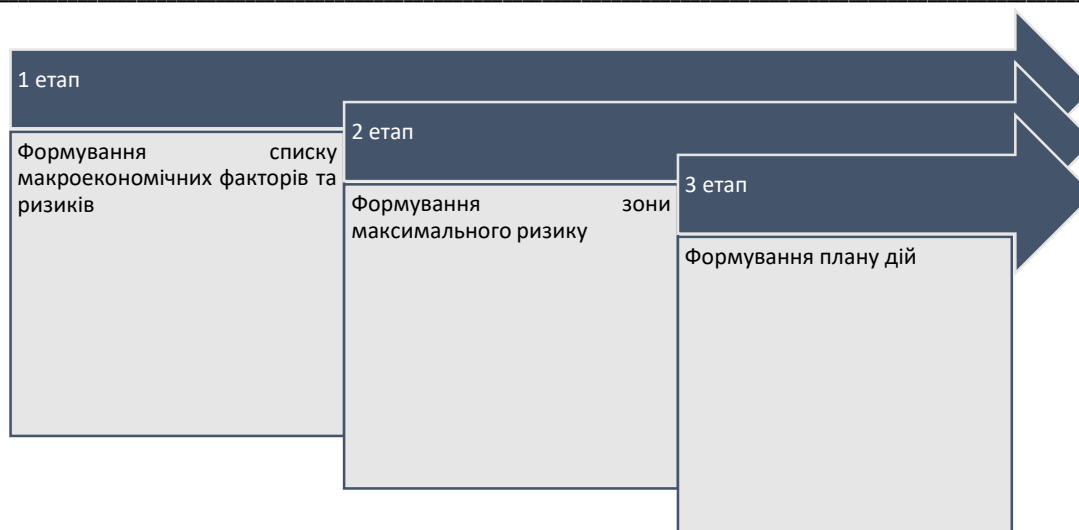 1 етап
Формування списку
макроекономічних факторів та
ризиків
2 етап
Формування зони
максимального ризику
3 етап
Формування плану дій